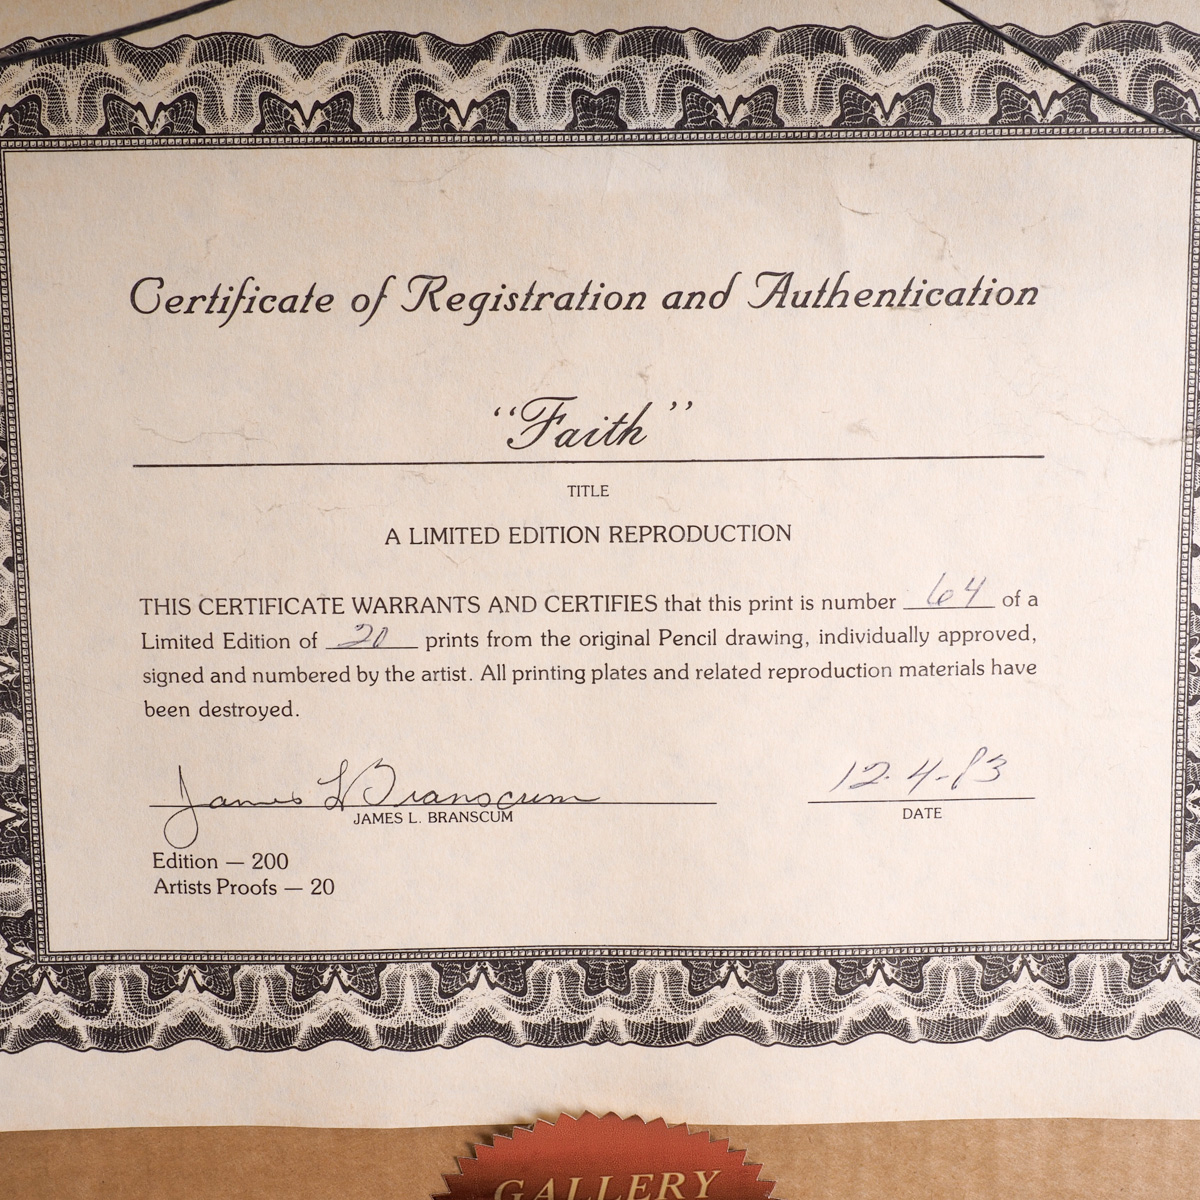 Certificate of Registration and Authentication
“Faith”
TITLE
A LIMITED EDITION REPRODUCTION
THIS CERTIFICATE WARRANTS AND CERTIFIES that this print is number 64 of a
Limited Edition of 20 prints from the original Pencil drawing, individually approved,
signed and numbered by the artist. All printing plates and related reproduction materials have
been destroyed.
James L Branscum 12-4-83
JAMES L. BRANSCUM DATE
Edition — 200
Artists Proofs — 20
GALLERY